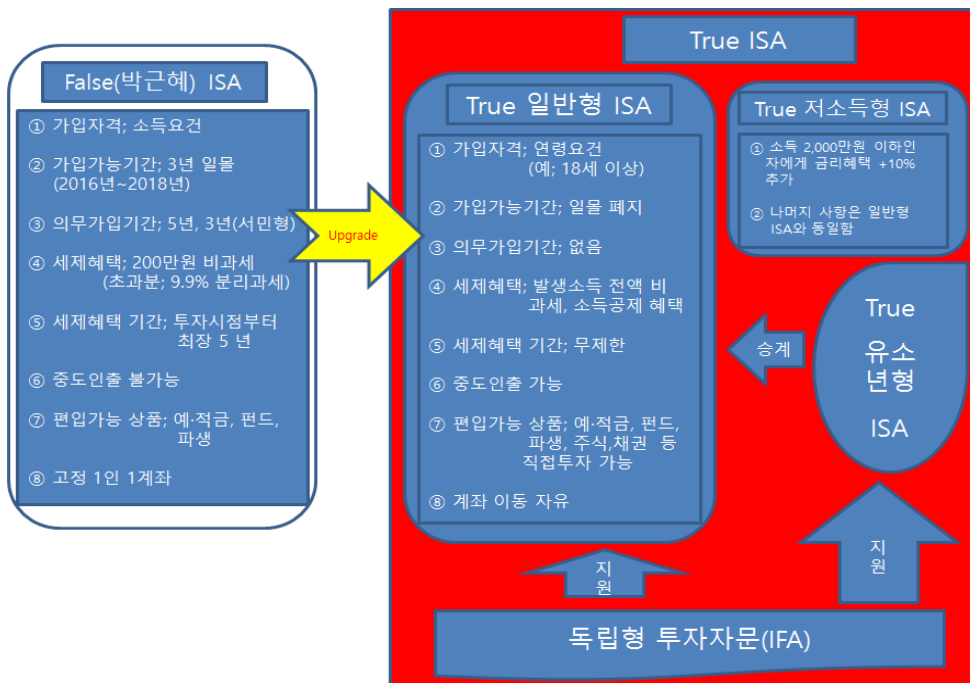 False(박근혜) ISA
① 가입자격; 소득요건
② 가입가능기간; 3년 일몰
(2016년~2018년)
③ 의무가입기간; 5년, 3년(서민형)
④ 세제혜택; 200만원 비과세
(초과분; 9.9% 분리과세)
⑤ 세제혜택 기간; 투자시점부터
최장 5 년
⑥ 중도인출 불가능
⑦ 편입가능 상품; 예·적금, 펀드,
파생
⑧ 고정 1인 1계좌
Upgrade
True ISA
True 일반형 ISA
① 가입자격; 연령요건
(예; 18세 이상)
② 가입가능기간; 일몰 폐지
③ 의무가입기간; 없음
④ 세제혜택; 발생소득 전액 비
과세, 소득공제 혜택
⑤ 세제혜택 기간; 무제한
⑥ 중도인출 가능
⑦ 편입가능 상품; 예·적금, 펀드,
파생, 주식,채권 등
직접투자 가능
⑧ 계좌 이동 자유
True 저소득형 ISA
① 소득 2,000만원 이하인
자에게 금리혜택 +10%
추가
② 나머지 사항은 일반형
ISA와 동일함
승계
True
유소
년형
ISA
지
원
지
원
독립형 투자자문(IFA)